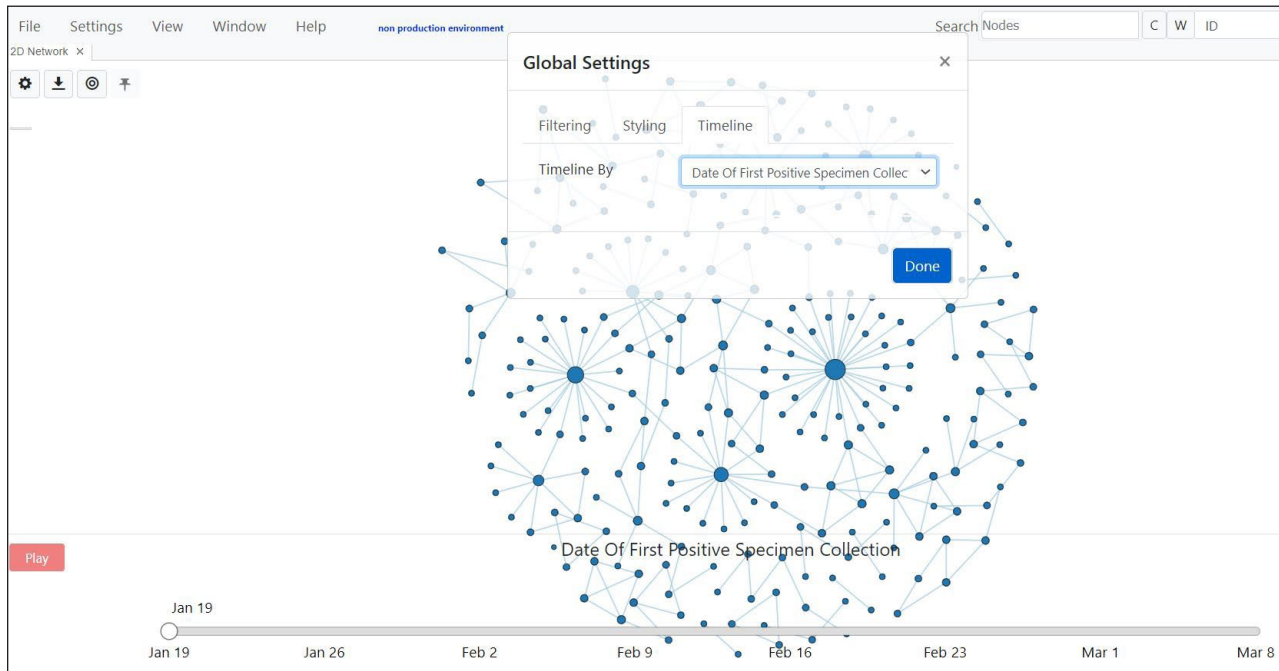 File Settings View Window Help non production environment Search Nodes C W ID
2D Network ×
Global Settings ×
Filtering Styling Timeline
Timeline By Date Of First Positive Specimen Collec
Done
Play
Date Of First Positive Specimen Collection
Jan 19
Jan 19 Jan 26 Feb 2 Feb 9 Feb 16 Feb 23 Mar 1 Mar 8